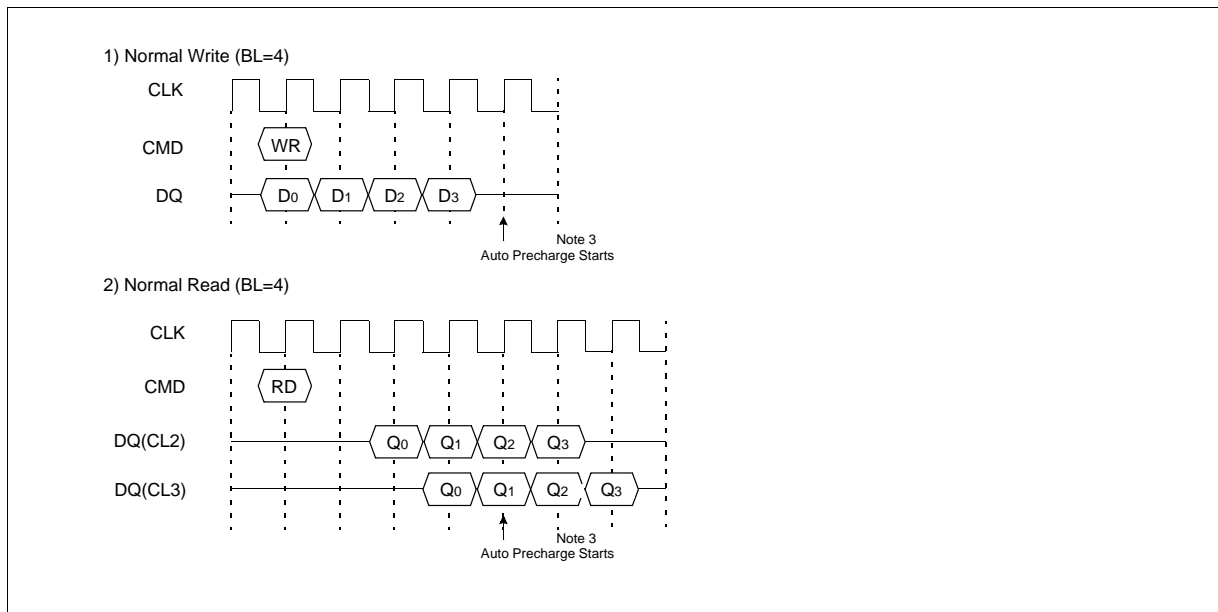 1) Normal Write (BL=4)
CLK
CMD WR
DQ D0 D1 D2 D3
Note 3
Auto Precharge Starts
2) Normal Read (BL=4)
CLK
CMD RD
DQ(CL2) Q0 Q1 Q2 Q3
DQ(CL3) Q0 Q1 Q2 Q3
Note 3
Auto Precharge Starts